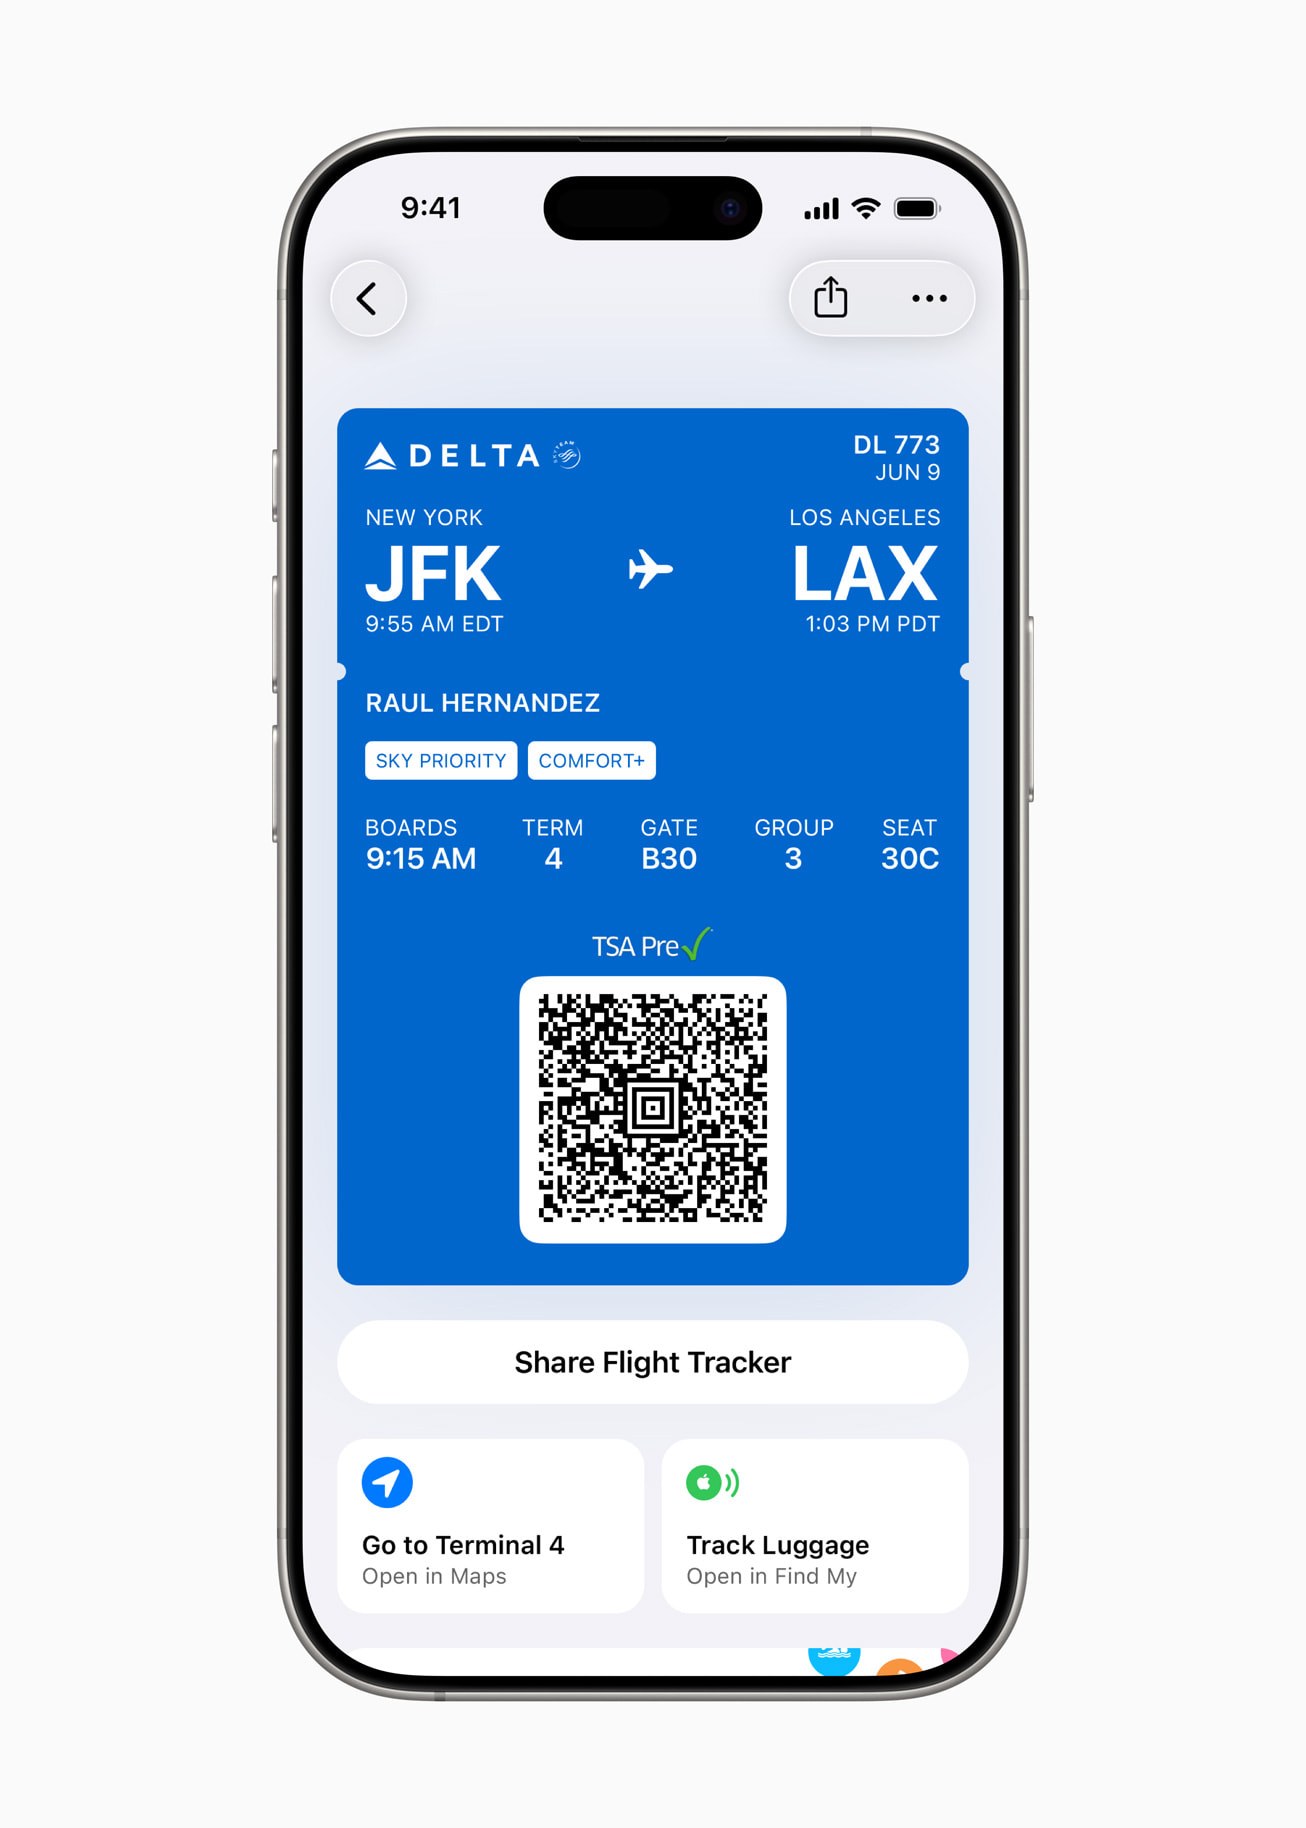 9:41
DELTA SKYTEAM
DL 773
JUN 9
NEW YORK LOS ANGELES
JFK LAX
9:55 AM EDT 1:03 PM PDT
RAUL HERNANDEZ
SKY PRIORITY COMFORT+
BOARDS TERM GATE GROUP SEAT
9:15 AM 4 B30 3 30C
TSA Pre✓
Share Flight Tracker
Go to Terminal 4
Open in Maps
Track Luggage
Open in Find My